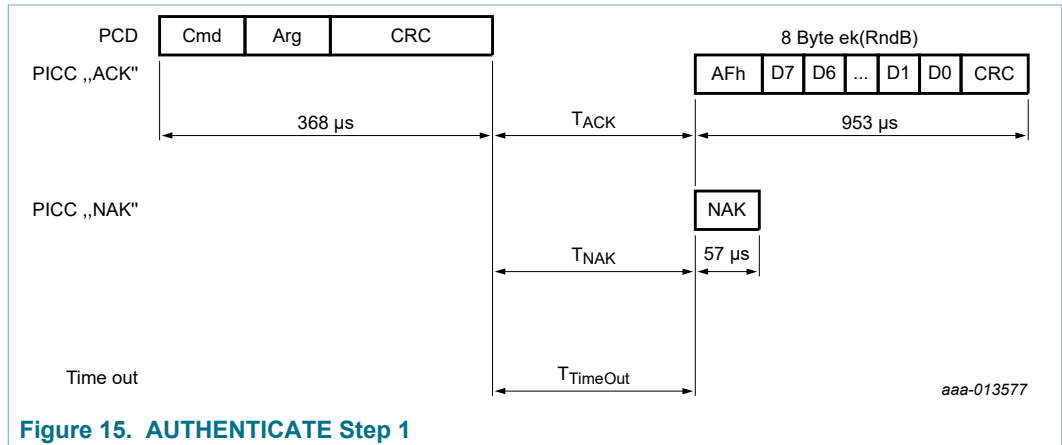 PCD Cmd Arg CRC 8 Byte ek(RndB)
PICC ,,ACK" AFh D7 D6 ... D1 D0 CRC
368 µs TACK 953 µs
PICC ,,NAK" NAK
TNAK 57 µs
Time out TTimeOut aaa-013577
Figure 15. AUTHENTICATE Step 1